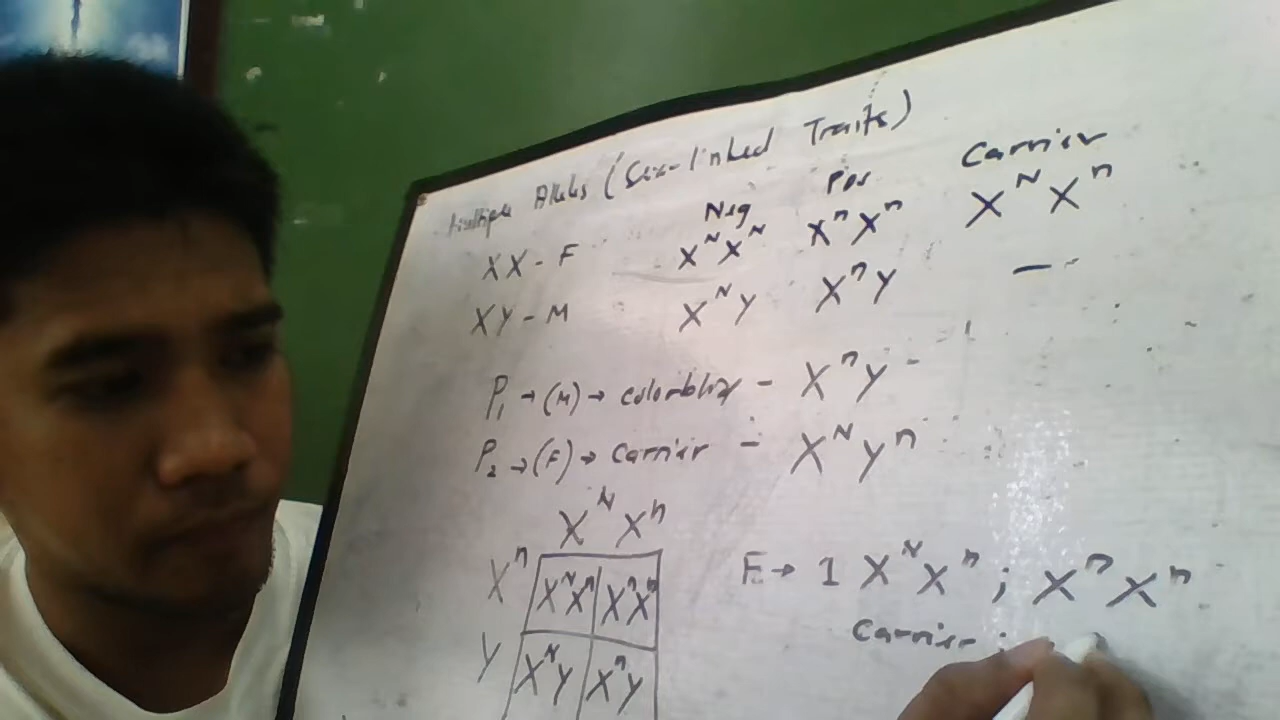 Multiple Alleles (Sex-linked Traits)
Neg Pos Carrier
XX - F X^N X^N X^n X^n X^N X^n
XY - M X^N Y X^n Y -
P₁ → (M) → colorblind - X^n Y -
P₂ → (F) → carrier - X^N Y^n
X^N X^n
X^n X^N X^n X^n X^n
Y X^N Y X^n Y
F → 1 X^N X^n ; X^n X^n
Carrier ;